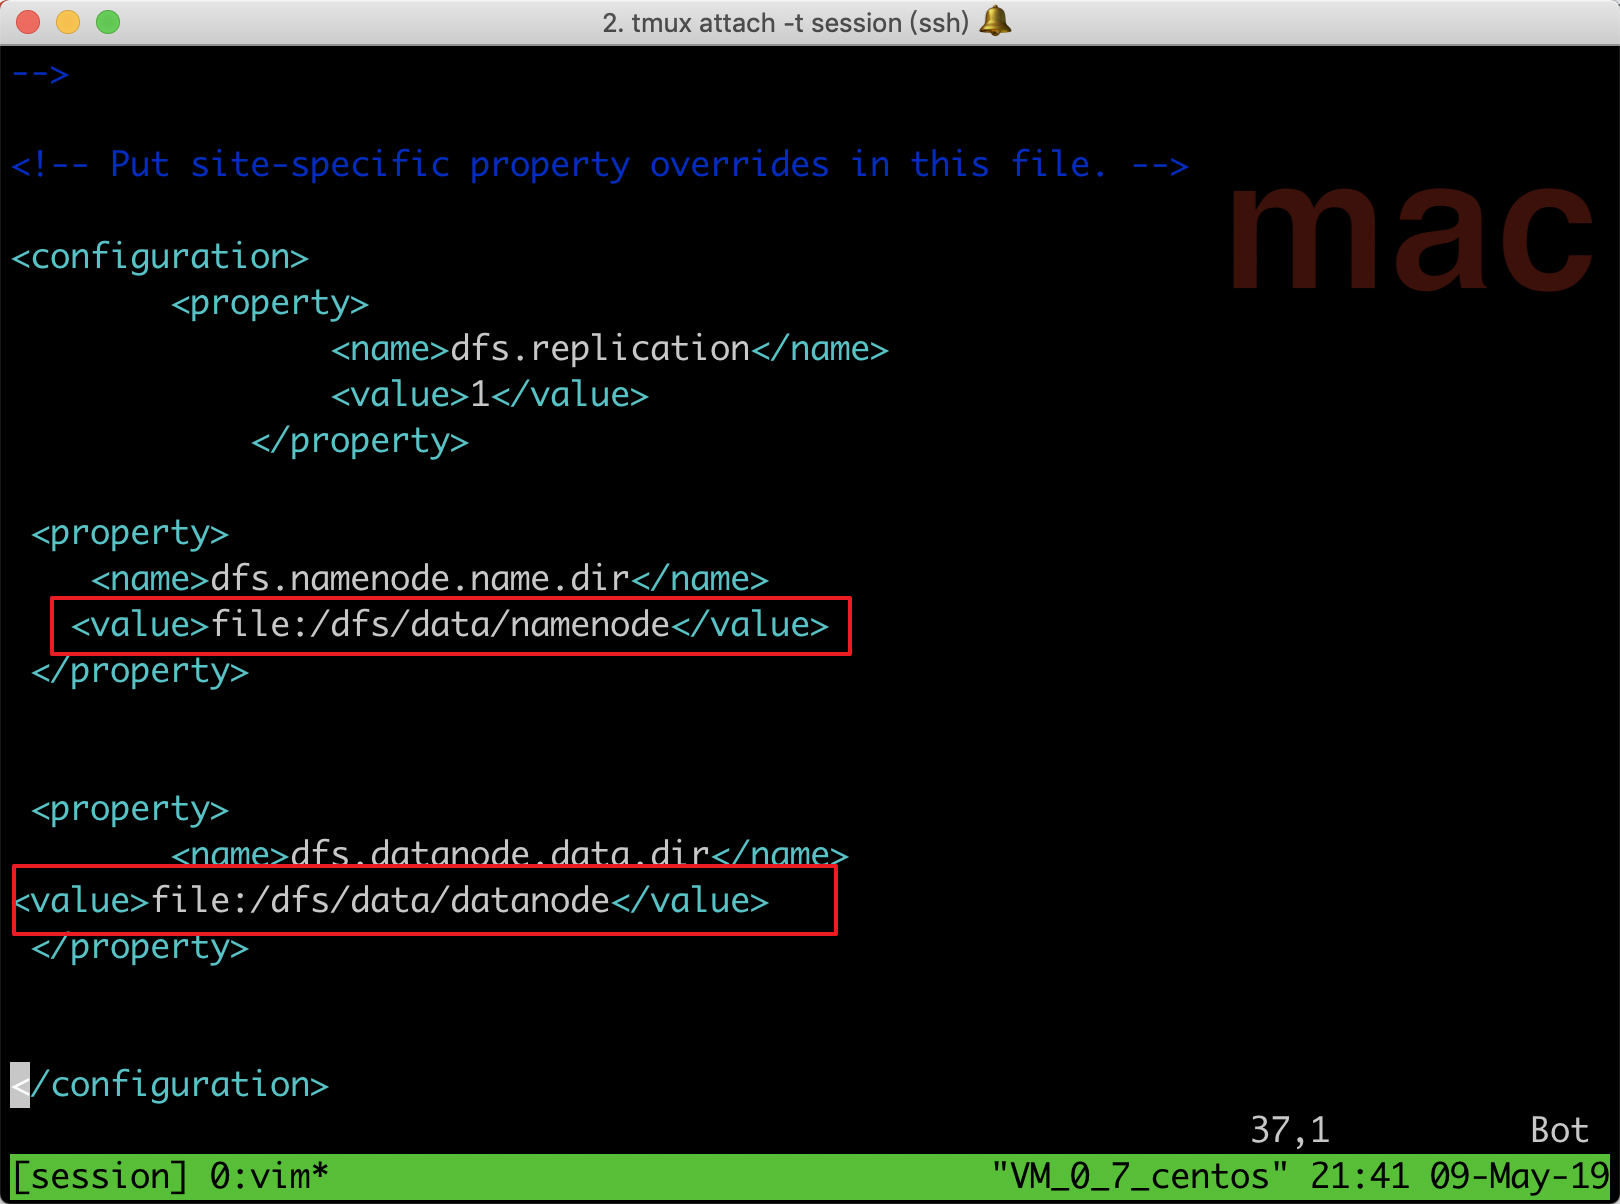 2. tmux attach -t session (ssh) 🔔
-->
<!-- Put site-specific property overrides in this file. -->
mac
<configuration>
<property>
<name>dfs.replication</name>
<value>1</value>
</property>
<property>
<name>dfs.namenode.name.dir</name>
<value>file:/dfs/data/namenode</value>
</property>
<property>
<name>dfs.datanode.data.dir</name>
<value>file:/dfs/data/datanode</value>
</property>
</configuration>
37,1 Bot
[session] 0:vim* "VM_0_7_centos" 21:41 09-May-19